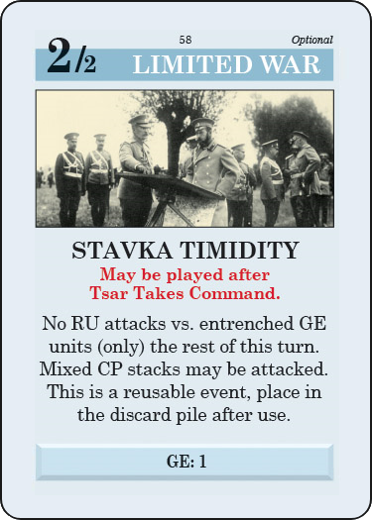 58
Optional
2/2
LIMITED WAR
STAVKA TIMIDITY
May be played after
Tsar Takes Command.
No RU attacks vs. entrenched GE
units (only) the rest of this turn.
Mixed CP stacks may be attacked.
This is a reusable event, place in
the discard pile after use.
GE: 1